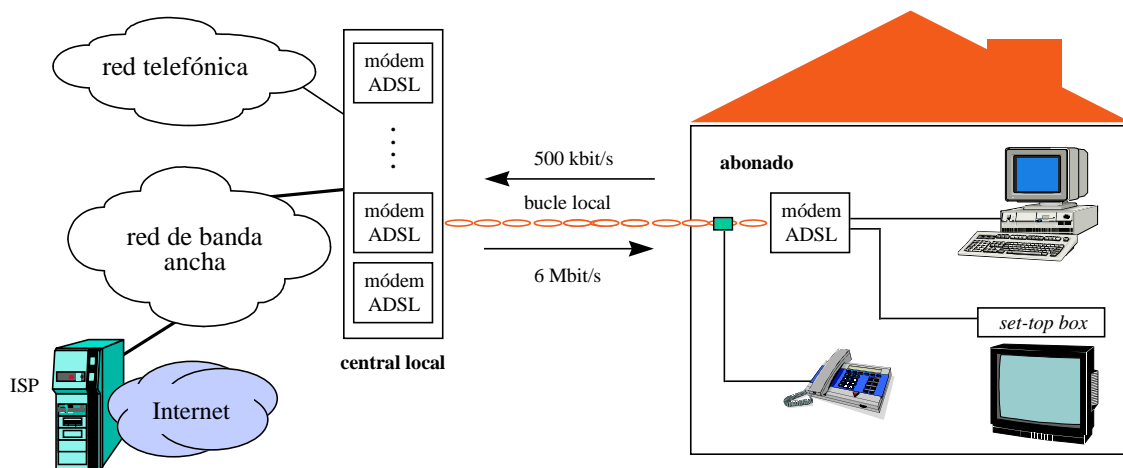 red telefónica
módem
ADSL
módem
ADSL
módem
ADSL
central local
red de banda
ancha
ISP
Internet
500 kbit/s
bucle local
6 Mbit/s
abonado
módem
ADSL
set-top box